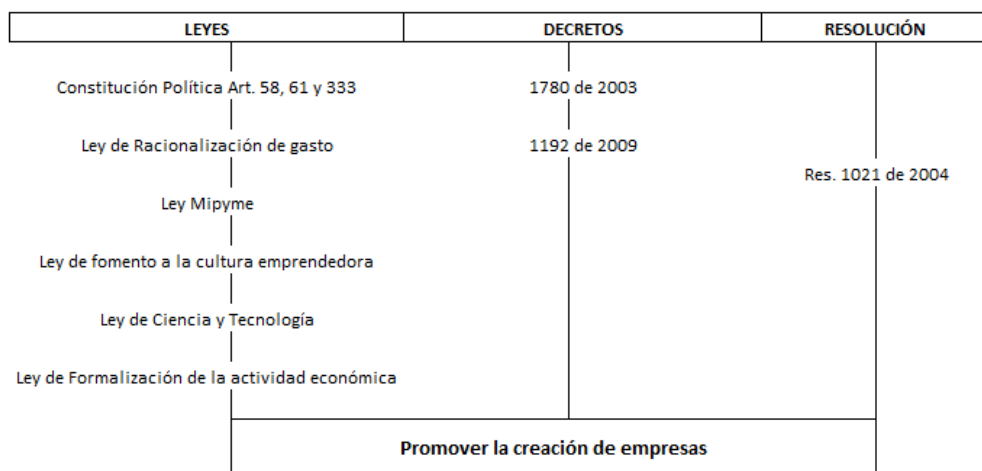 LEYES
DECRETOS
RESOLUCIÓN
Constitución Política Art. 58, 61 y 333
1780 de 2003
Ley de Racionalización de gasto
1192 de 2009
Res. 1021 de 2004
Ley Mipyme
Ley de fomento a la cultura emprendedora
Ley de Ciencia y Tecnología
Ley de Formalización de la actividad económica
Promover la creación de empresas